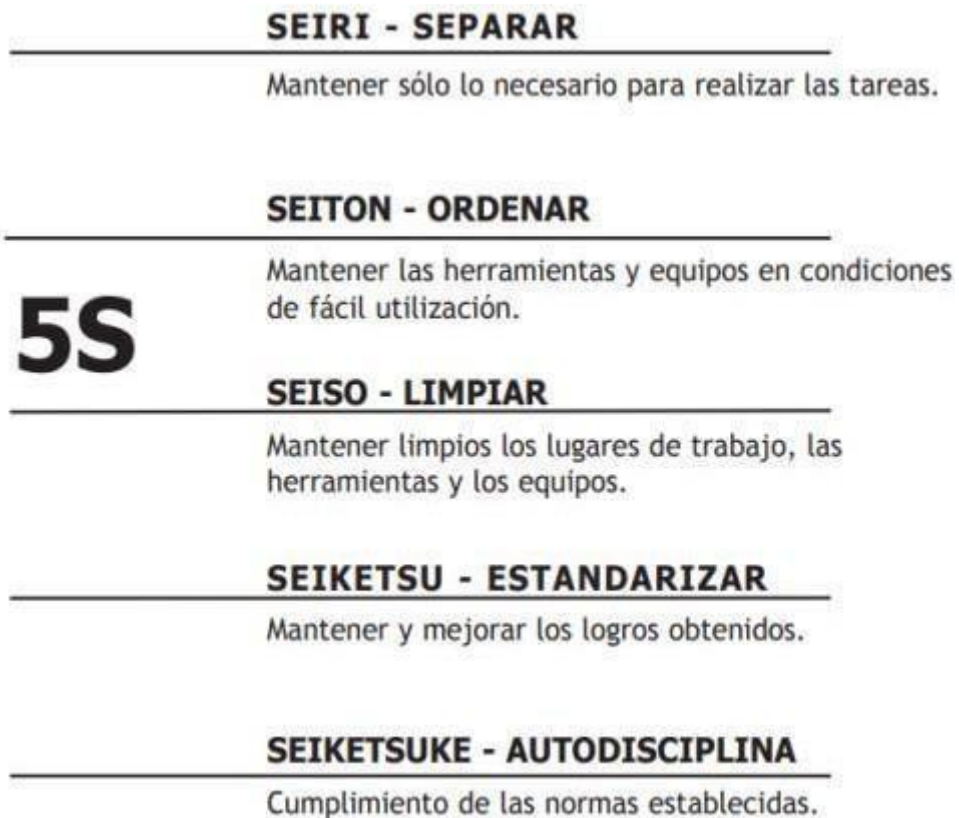 SEIRI - SEPARAR
Mantener sólo lo necesario para realizar las tareas.
SEITON - ORDENAR
Mantener las herramientas y equipos en condiciones
de fácil utilización.
5S
SEISO - LIMPIAR
Mantener limpios los lugares de trabajo, las
herramientas y los equipos.
SEIKETSU - ESTANDARIZAR
Mantener y mejorar los logros obtenidos.
SEIKETSUKE - AUTODISCIPLINA
Cumplimiento de las normas establecidas.